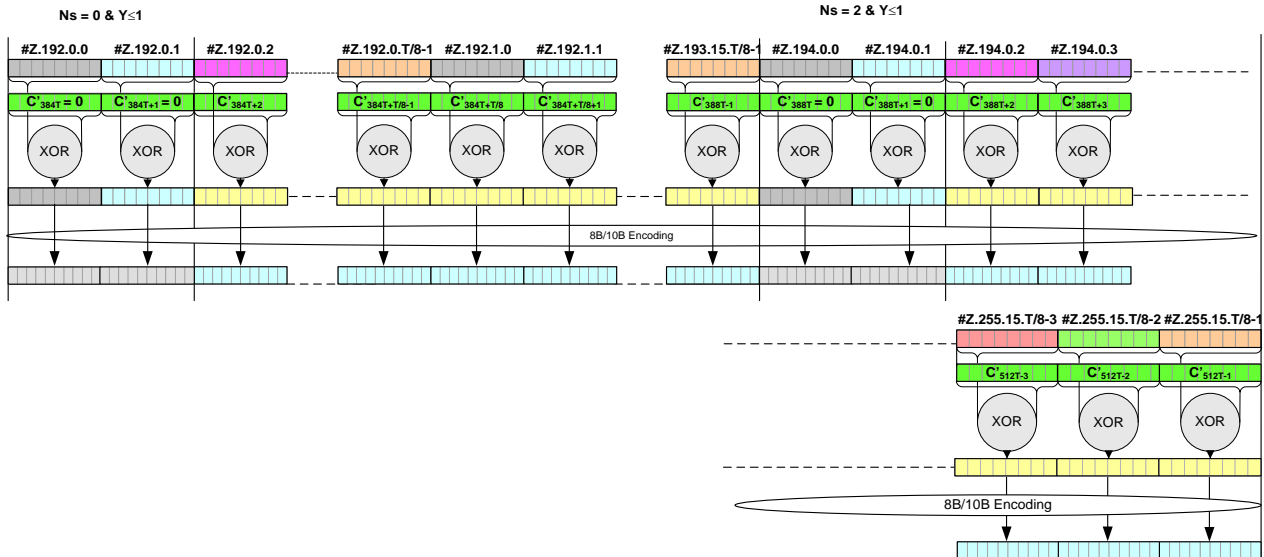 Ns = 0 & Y≤1
Ns = 2 & Y≤1
#Z.192.0.0 #Z.192.0.1 #Z.192.0.2 #Z.192.0.T/8-1 #Z.192.1.0 #Z.192.1.1 #Z.193.15.T/8-1 #Z.194.0.0 #Z.194.0.1 #Z.194.0.2 #Z.194.0.3
C'384T = 0 C'384T+1 = 0 C'384T+2 C'384T+T/8-1 C'384T+T/8 C'384T+T/8+1 C'388T-1 C'388T = 0 C'388T+1 = 0 C'388T+2 C'388T+3
XOR XOR XOR XOR XOR XOR XOR XOR XOR XOR XOR
8B/10B Encoding
#Z.255.15.T/8-3 #Z.255.15.T/8-2 #Z.255.15.T/8-1
C'512T-3 C'512T-2 C'512T-1
XOR XOR XOR
8B/10B Encoding